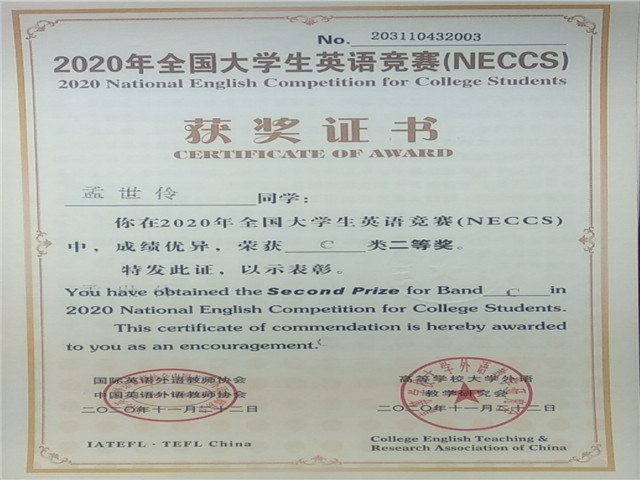 No. 203110432003
2020年全国大学生英语竞赛(NECCS)
2020 National English Competition for College Students
获奖证书
CERTIFICATE OF AWARD
孟世伶同学：
你在2020年全国大学生英语竞赛(NECCS)
中，成绩优异，荣获 C 类二等奖。
特发此证，以示表彰。
You have obtained the Second Prize for Band C in
2020 National English Competition for College Students.
This certificate of commendation is hereby awarded
to you as an encouragement.
国际英语外语教师协会
中国英语外语教师协会
二〇二〇年十一月二十二日
IATEFL · TEFL China
高等学校大学外语
教学研究会
二〇二〇年十一月二十二日
College English Teaching &
Research Association of China